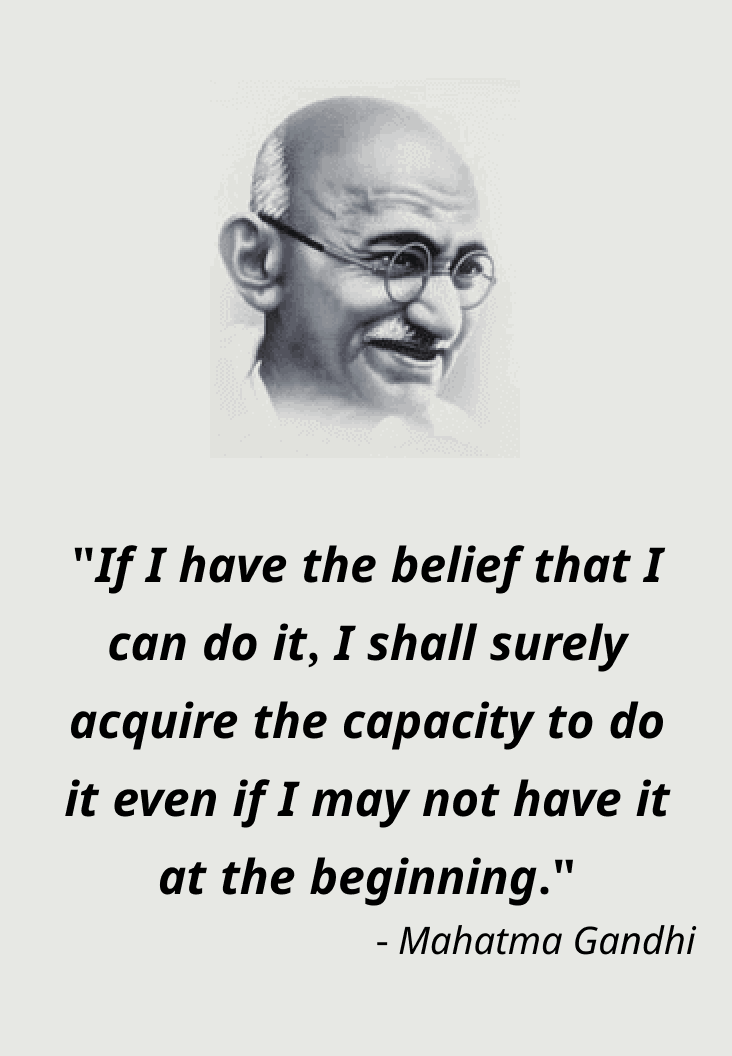 "If I have the belief that I
can do it, I shall surely
acquire the capacity to do
it even if I may not have it
at the beginning."
- Mahatma Gandhi